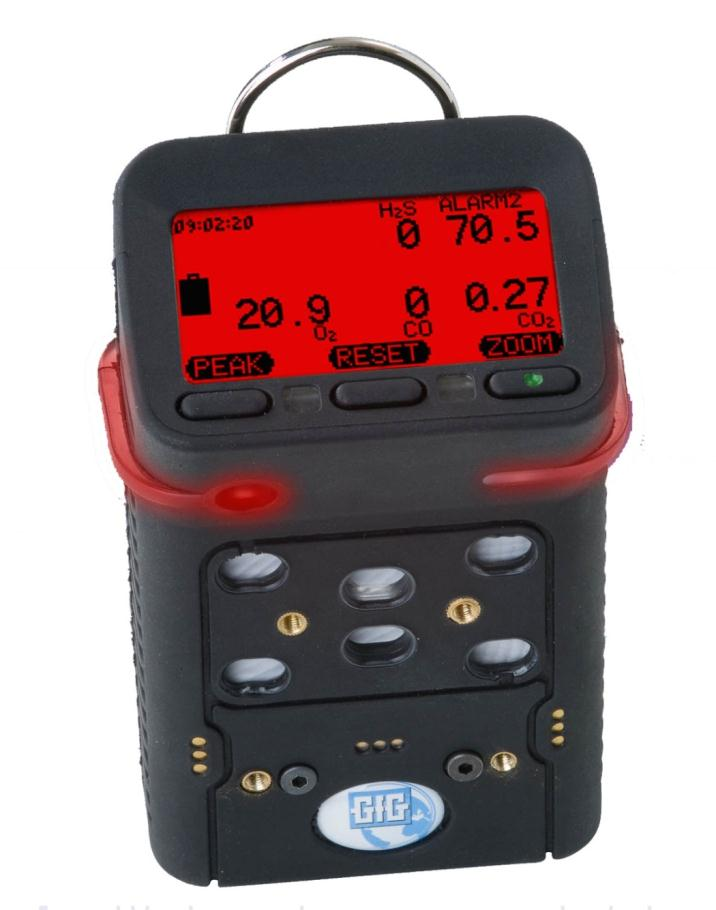 H₂S ALARM2
09:02:20 0 70.5
20.9 0 0.27
O₂ CO CO₂
PEAK RESET ZOOM
GfG